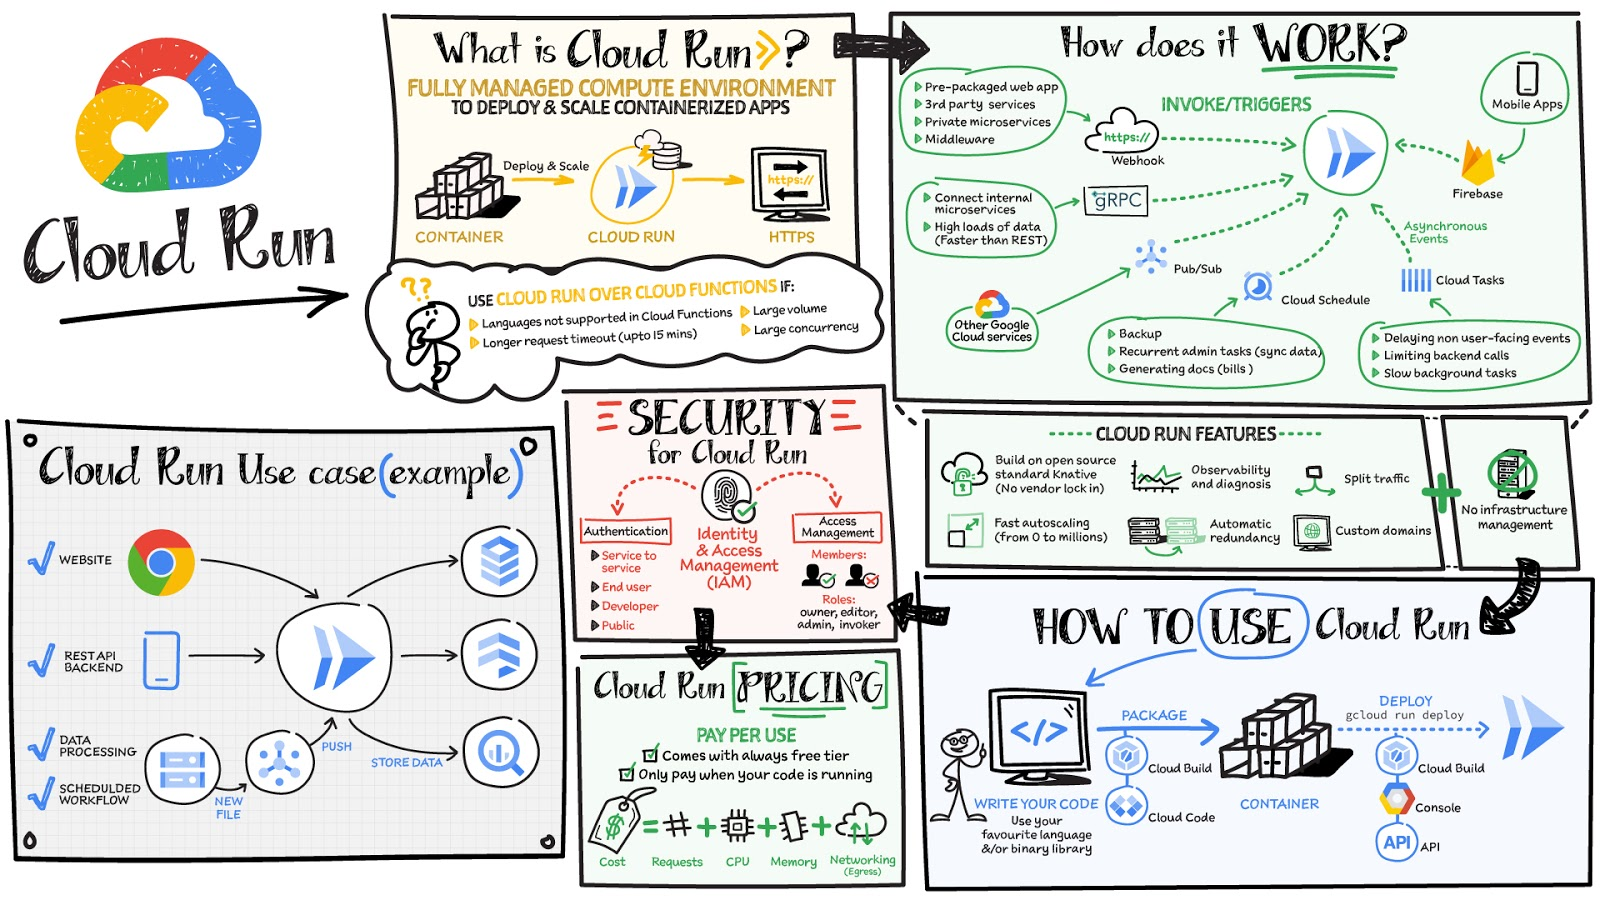 Cloud Run
What is Cloud Run ?
FULLY MANAGED COMPUTE ENVIRONMENT
TO DEPLOY & SCALE CONTAINERIZED APPS
Deploy & Scale
https://
CONTAINER
CLOUD RUN
HTTPS
??
USE CLOUD RUN OVER CLOUD FUNCTIONS IF:
Languages not supported in Cloud Functions
Longer request timeout (upto 15 mins)
Large volume
Large concurrency
How does it WORK?
Pre-packaged web app
3rd party services
Private microservices
Middleware
INVOKE/TRIGGERS
https://
Webhook
Mobile Apps
Firebase
Connect internal
microservices
High loads of data
(Faster than REST)
gRPC
Asynchronous
Events
Pub/Sub
Cloud Schedule
Cloud Tasks
Other Google
Cloud services
Backup
Recurrent admin tasks (sync data)
Generating docs (bills )
Delaying non user-facing events
Limiting backend calls
Slow background tasks
CLOUD RUN FEATURES
Build on open source
standard Knative
(No vendor lock in)
Observability
and diagnosis
Split traffic
Fast autoscaling
(from 0 to millions)
Automatic
redundancy
Custom domains
+
No infrastructure
management
HOW TO USE Cloud Run
</>
WRITE YOUR CODE
Use your
favourite language
&/or binary library
PACKAGE
Cloud Build
Cloud Code
CONTAINER
DEPLOY
gcloud run deploy
Cloud Build
Console
API
API
SECURITY
for Cloud Run
Authentication
Service to
service
End user
Developer
Public
Identity
& Access
Management
(IAM)
Access
Management
Members:
Roles:
owner, editor,
admin, invoker
Cloud Run PRICING
PAY PER USE
Comes with always free tier
Only pay when your code is running
$ = # + + +
Cost
Requests
CPU
Memory
Networking
(Egress)
Cloud Run Use case (example)
WEBSITE
REST API
BACKEND
DATA
PROCESSING
SCHEDULDED
WORKFLOW
NEW
FILE
PUSH
STORE DATA